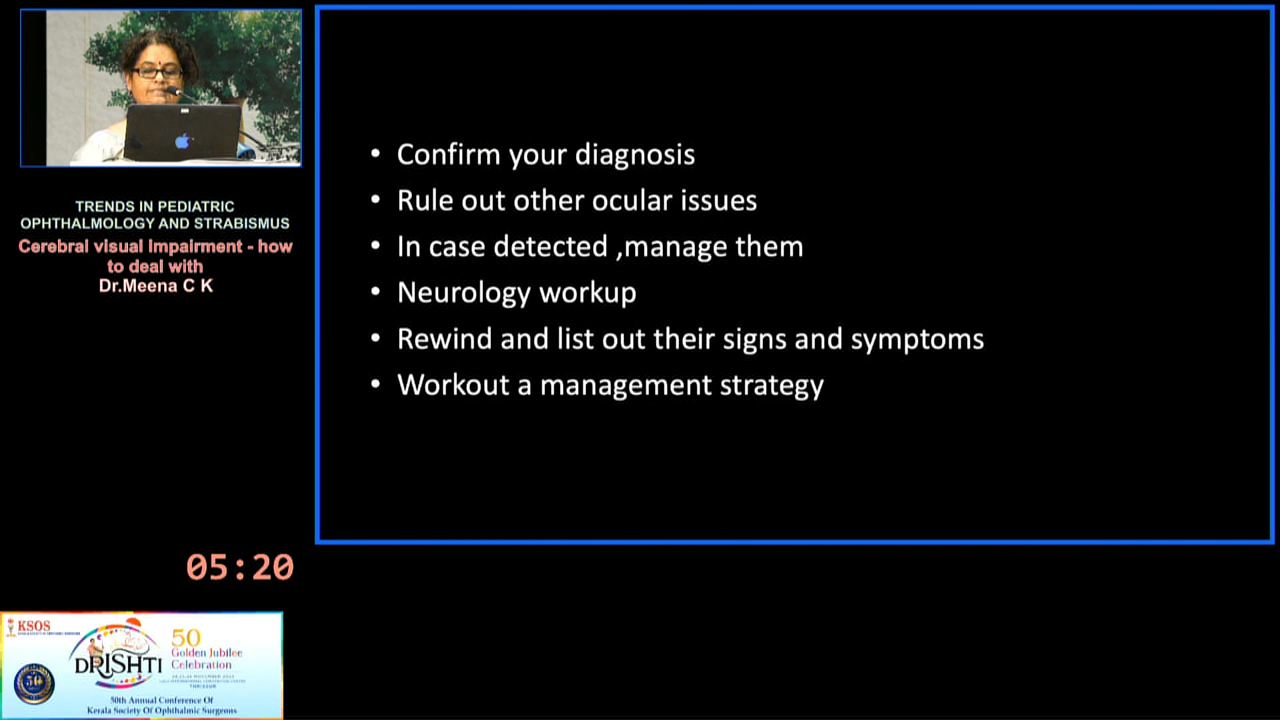 TRENDS IN PEDIATRIC
OPHTHALMOLOGY AND STRABISMUS
Cerebral visual impairment - how
to deal with
Dr.Meena C K
• Confirm your diagnosis
• Rule out other ocular issues
• In case detected ,manage them
• Neurology workup
• Rewind and list out their signs and symptoms
• Workout a management strategy
05:20
KSOS
DRISHTI
50
Golden Jubilee
Celebration
THRISSUR
50
50th Annual Conference Of
Kerala Society Of Ophthalmic Surgeons